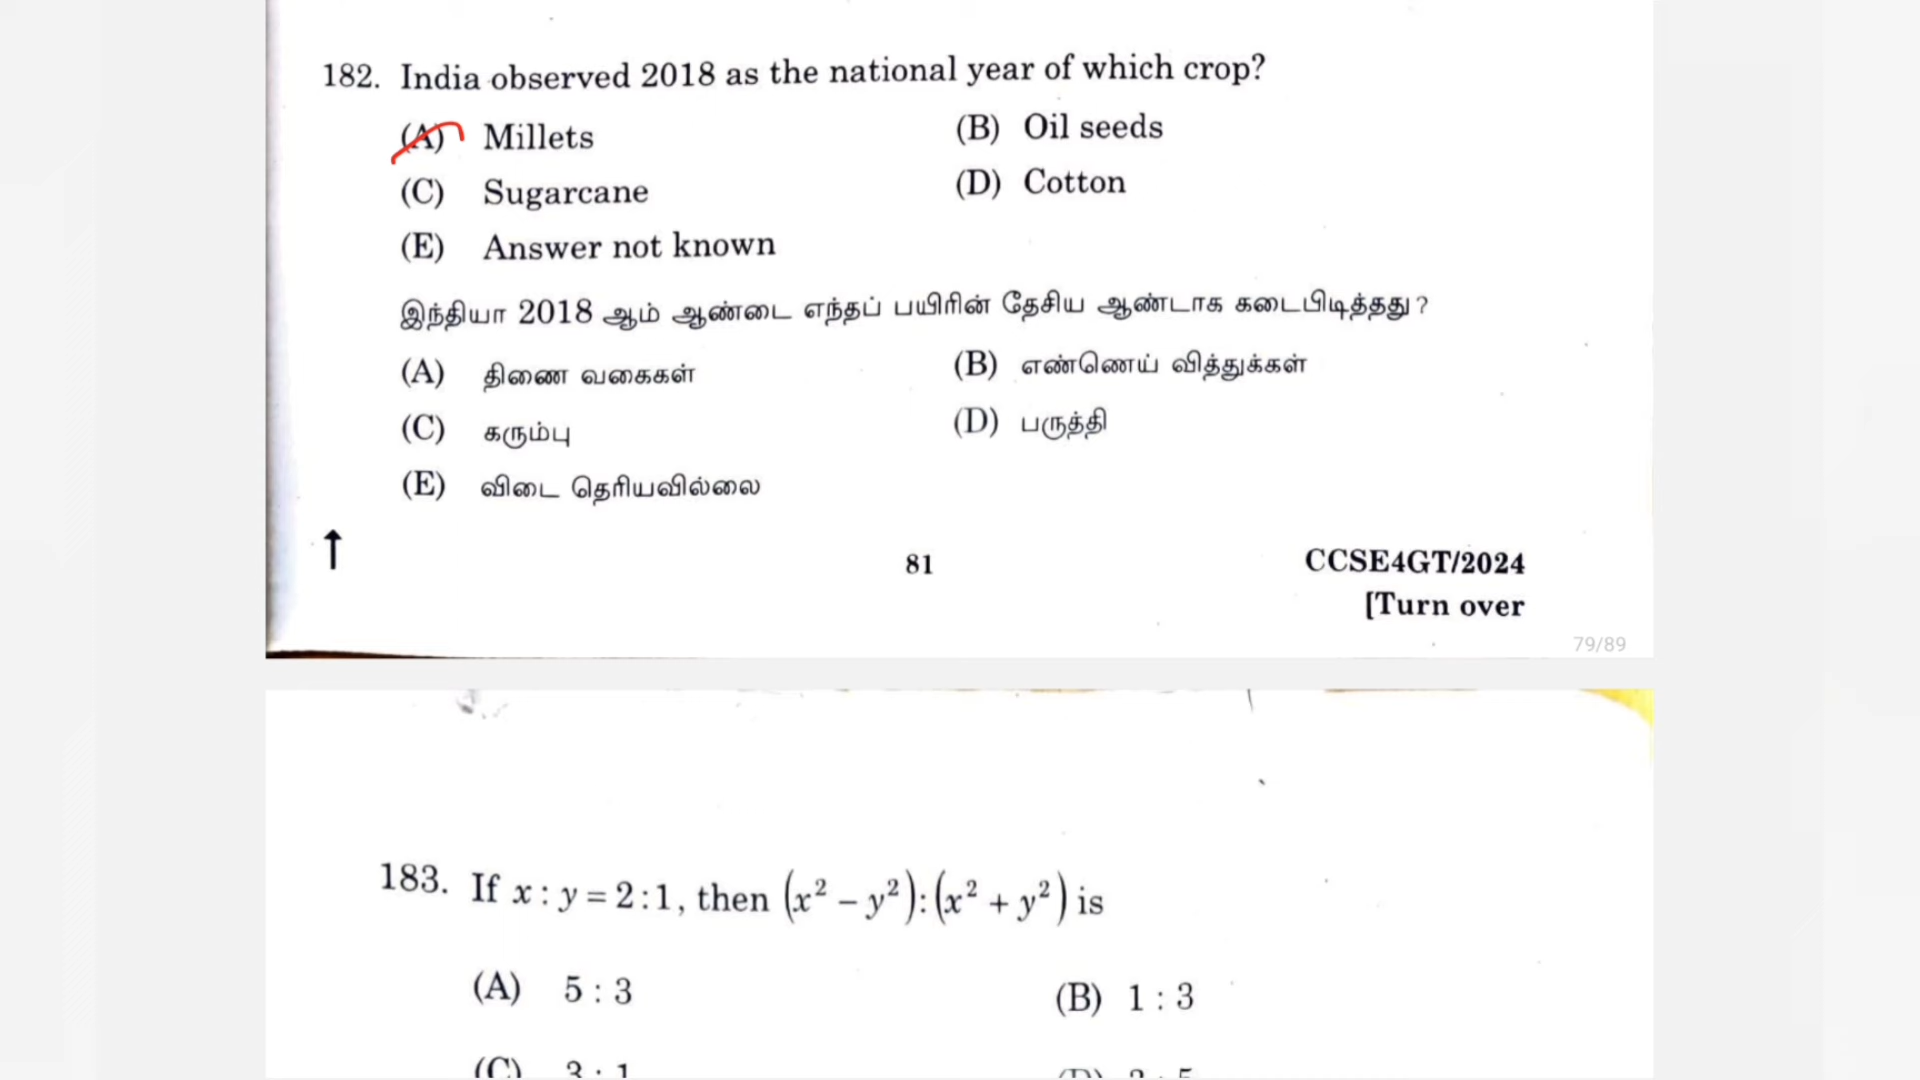 182. India observed 2018 as the national year of which crop?
(A) Millets (B) Oil seeds
(C) Sugarcane (D) Cotton
(E) Answer not known
இந்தியா 2018 ஆம் ஆண்டை எந்தப் பயிரின் தேசிய ஆண்டாக கடைபிடித்தது?
(A) திணை வகைகள் (B) எண்ணெய் வித்துக்கள்
(C) கரும்பு (D) பருத்தி
(E) விடை தெரியவில்லை
↑ 81 CCSE4GT/2024
[Turn over
79/89
183. If x : y = 2 : 1, then (x² − y²) : (x² + y²) is
(A) 5 : 3 (B) 1 : 3
(C) 3 : 1